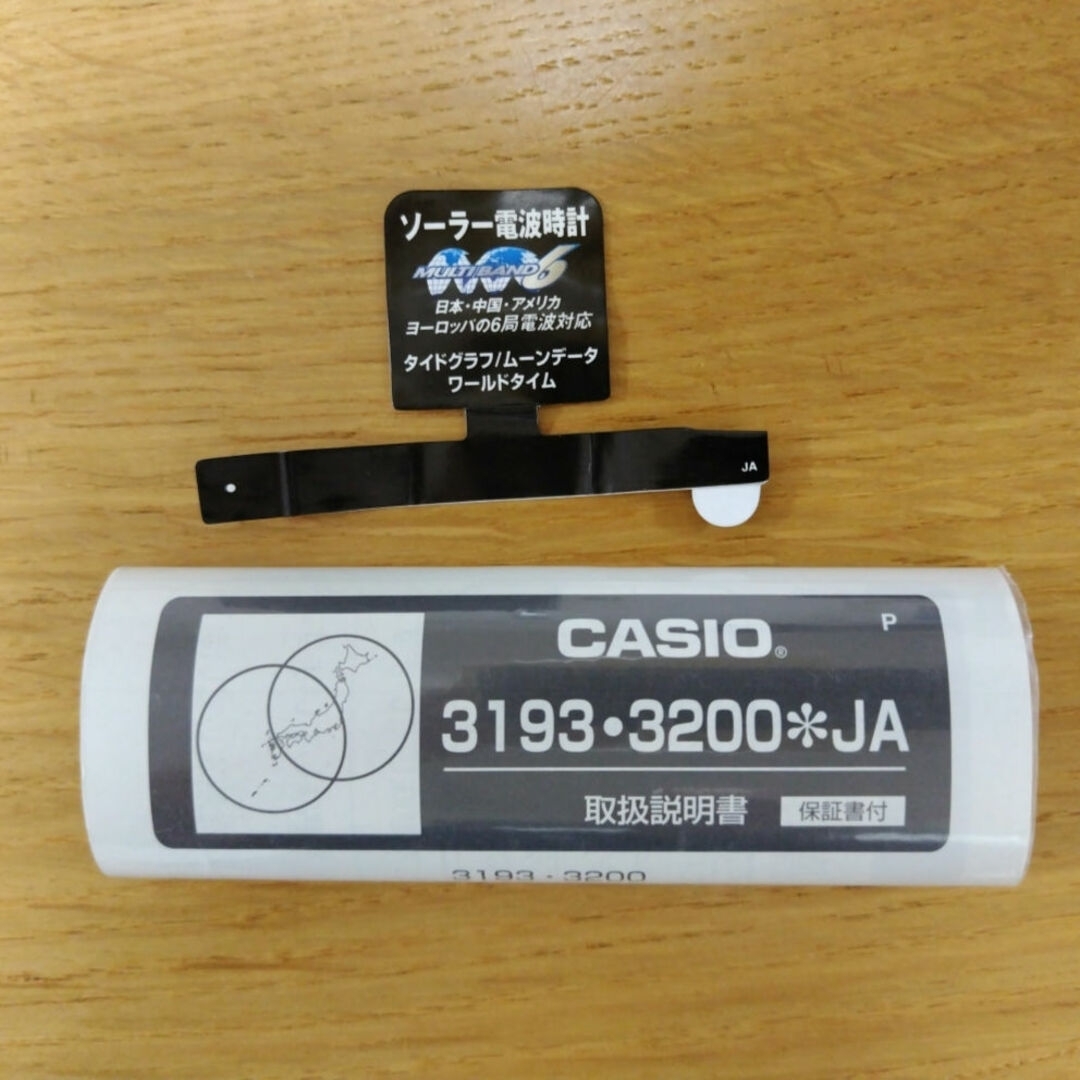 ソーラー電波時計
MULTIBAND6
日本・中国・アメリカ
ヨーロッパの6局電波対応
タイドグラフ/ムーンデータ
ワールドタイム
JA
P
CASIO®
3193•3200✽JA
取扱説明書 保証書付
3193・3200